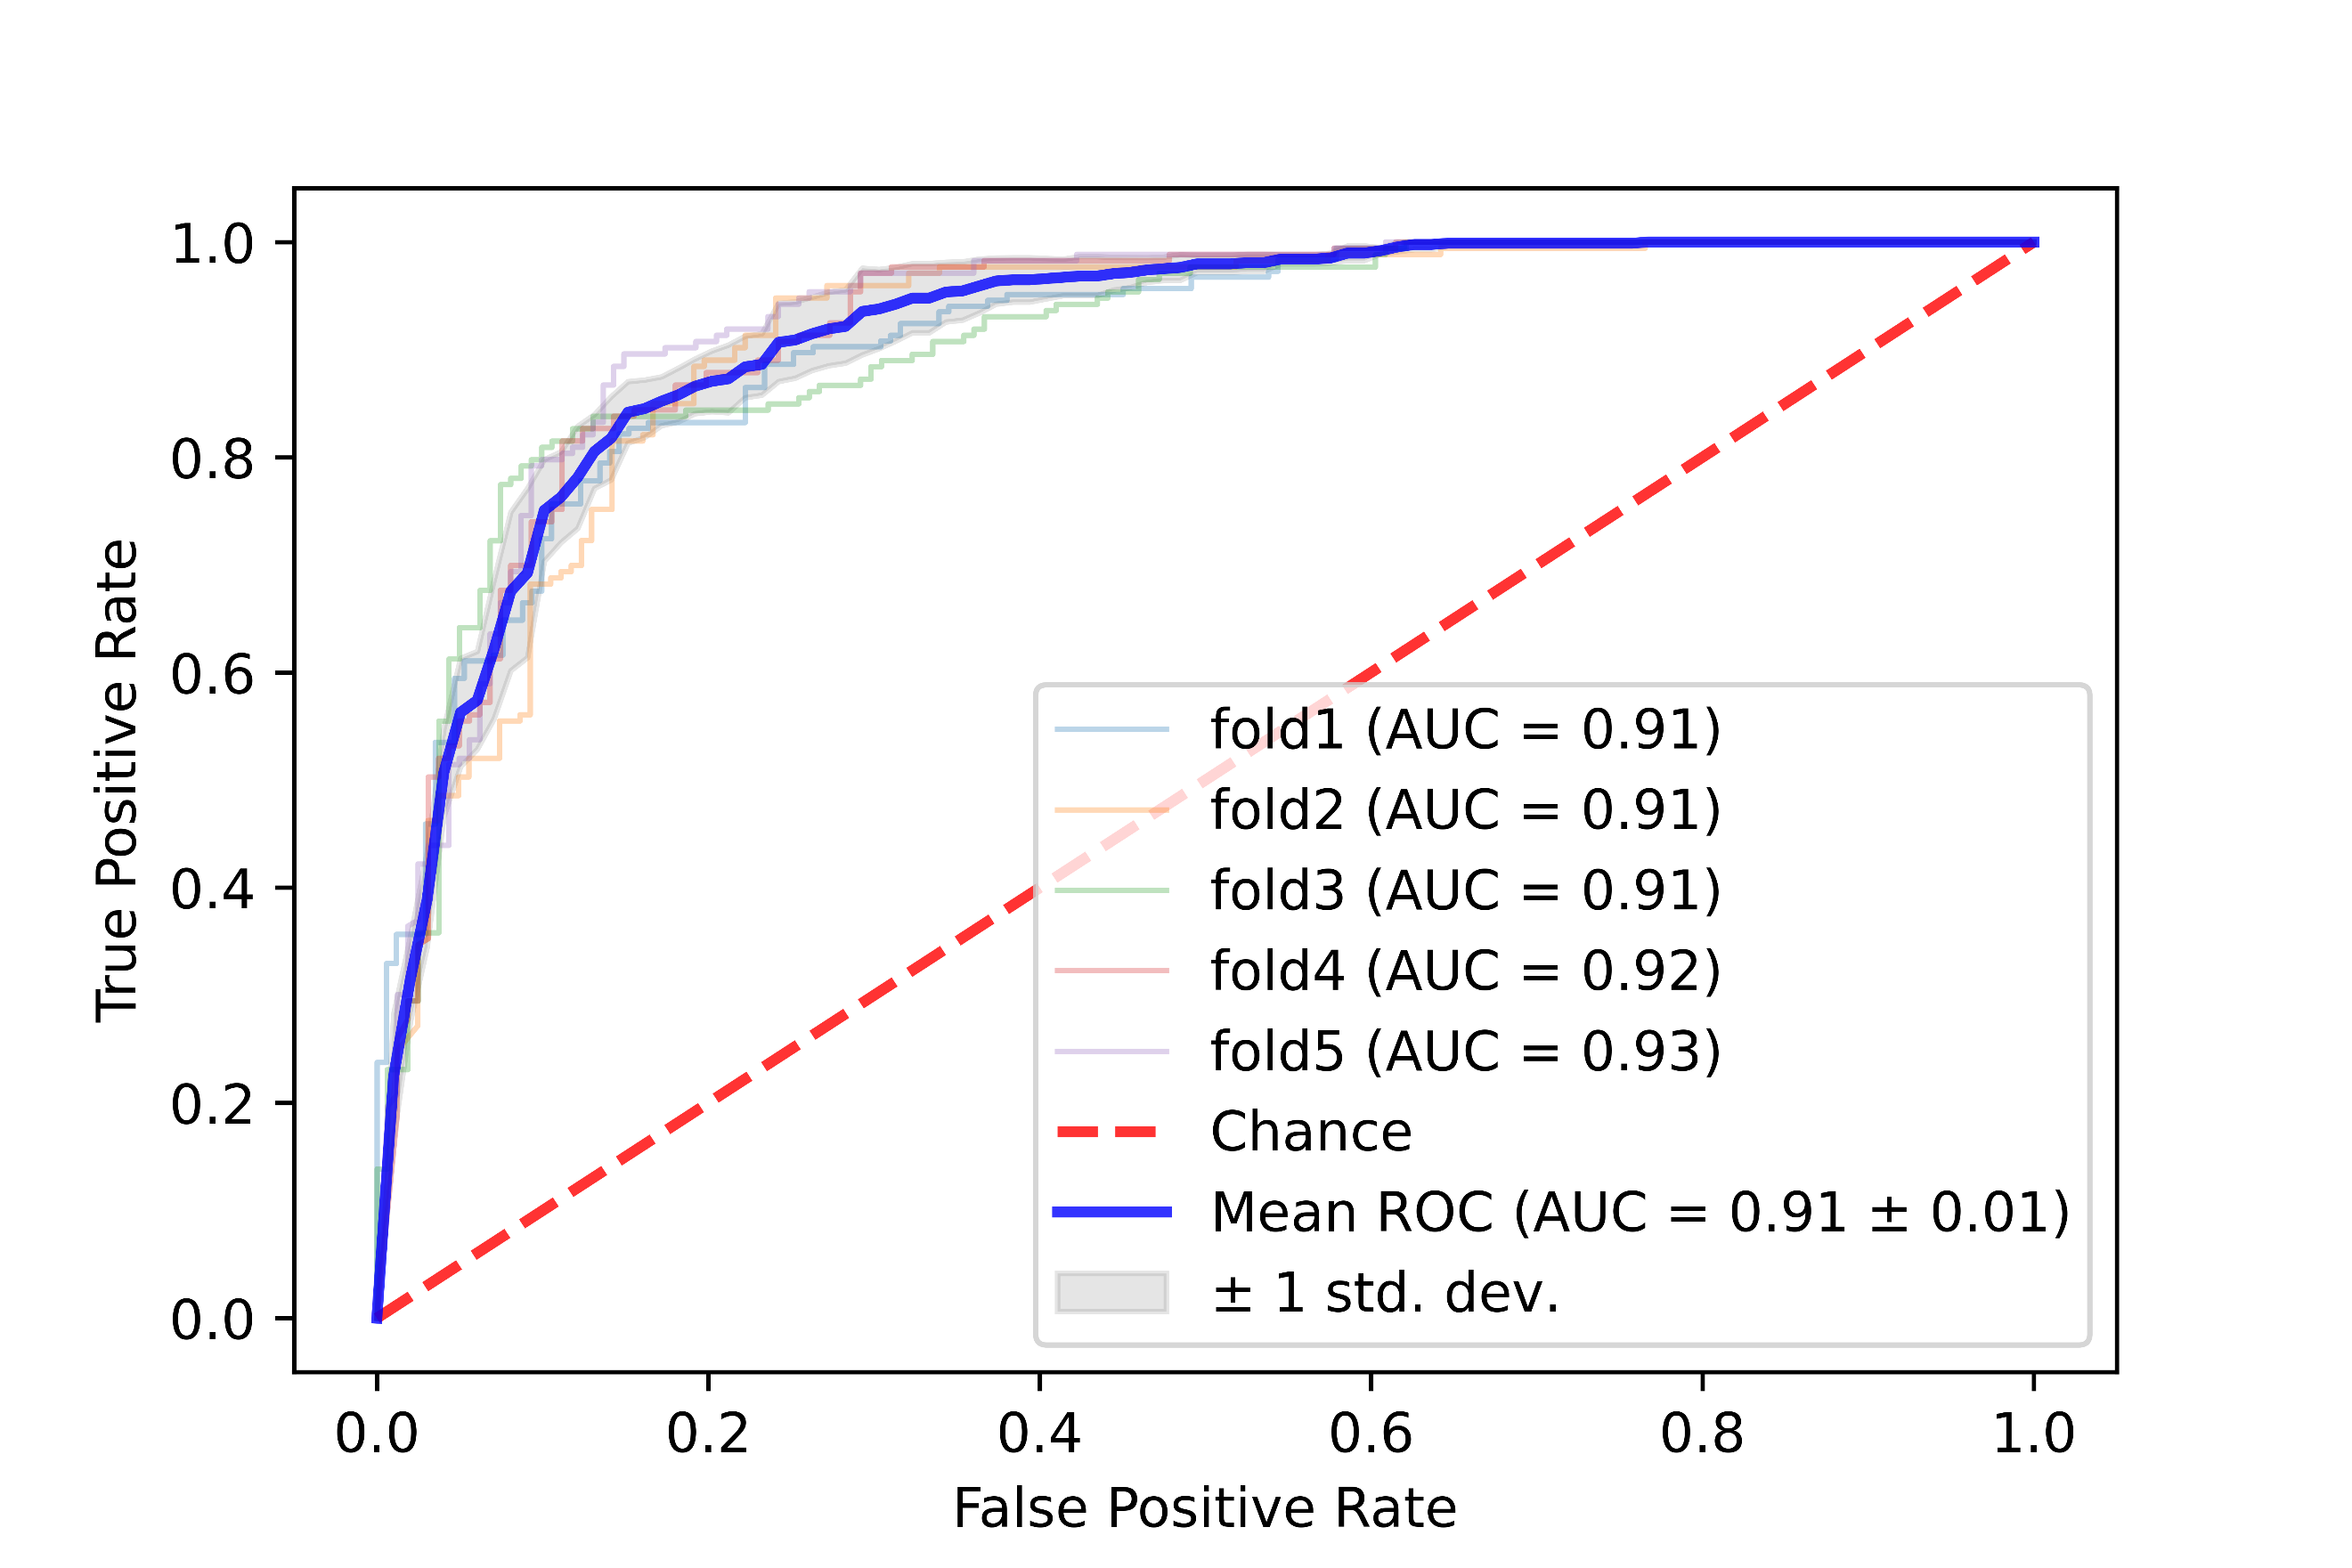 1.0
0.8
0.6
0.4
0.2
0.0
True Positive Rate
fold1 (AUC = 0.91)
fold2 (AUC = 0.91)
fold3 (AUC = 0.91)
fold4 (AUC = 0.92)
fold5 (AUC = 0.93)
Chance
Mean ROC (AUC = 0.91 ± 0.01)
± 1 std. dev.
0.0 0.2 0.4 0.6 0.8 1.0
False Positive Rate